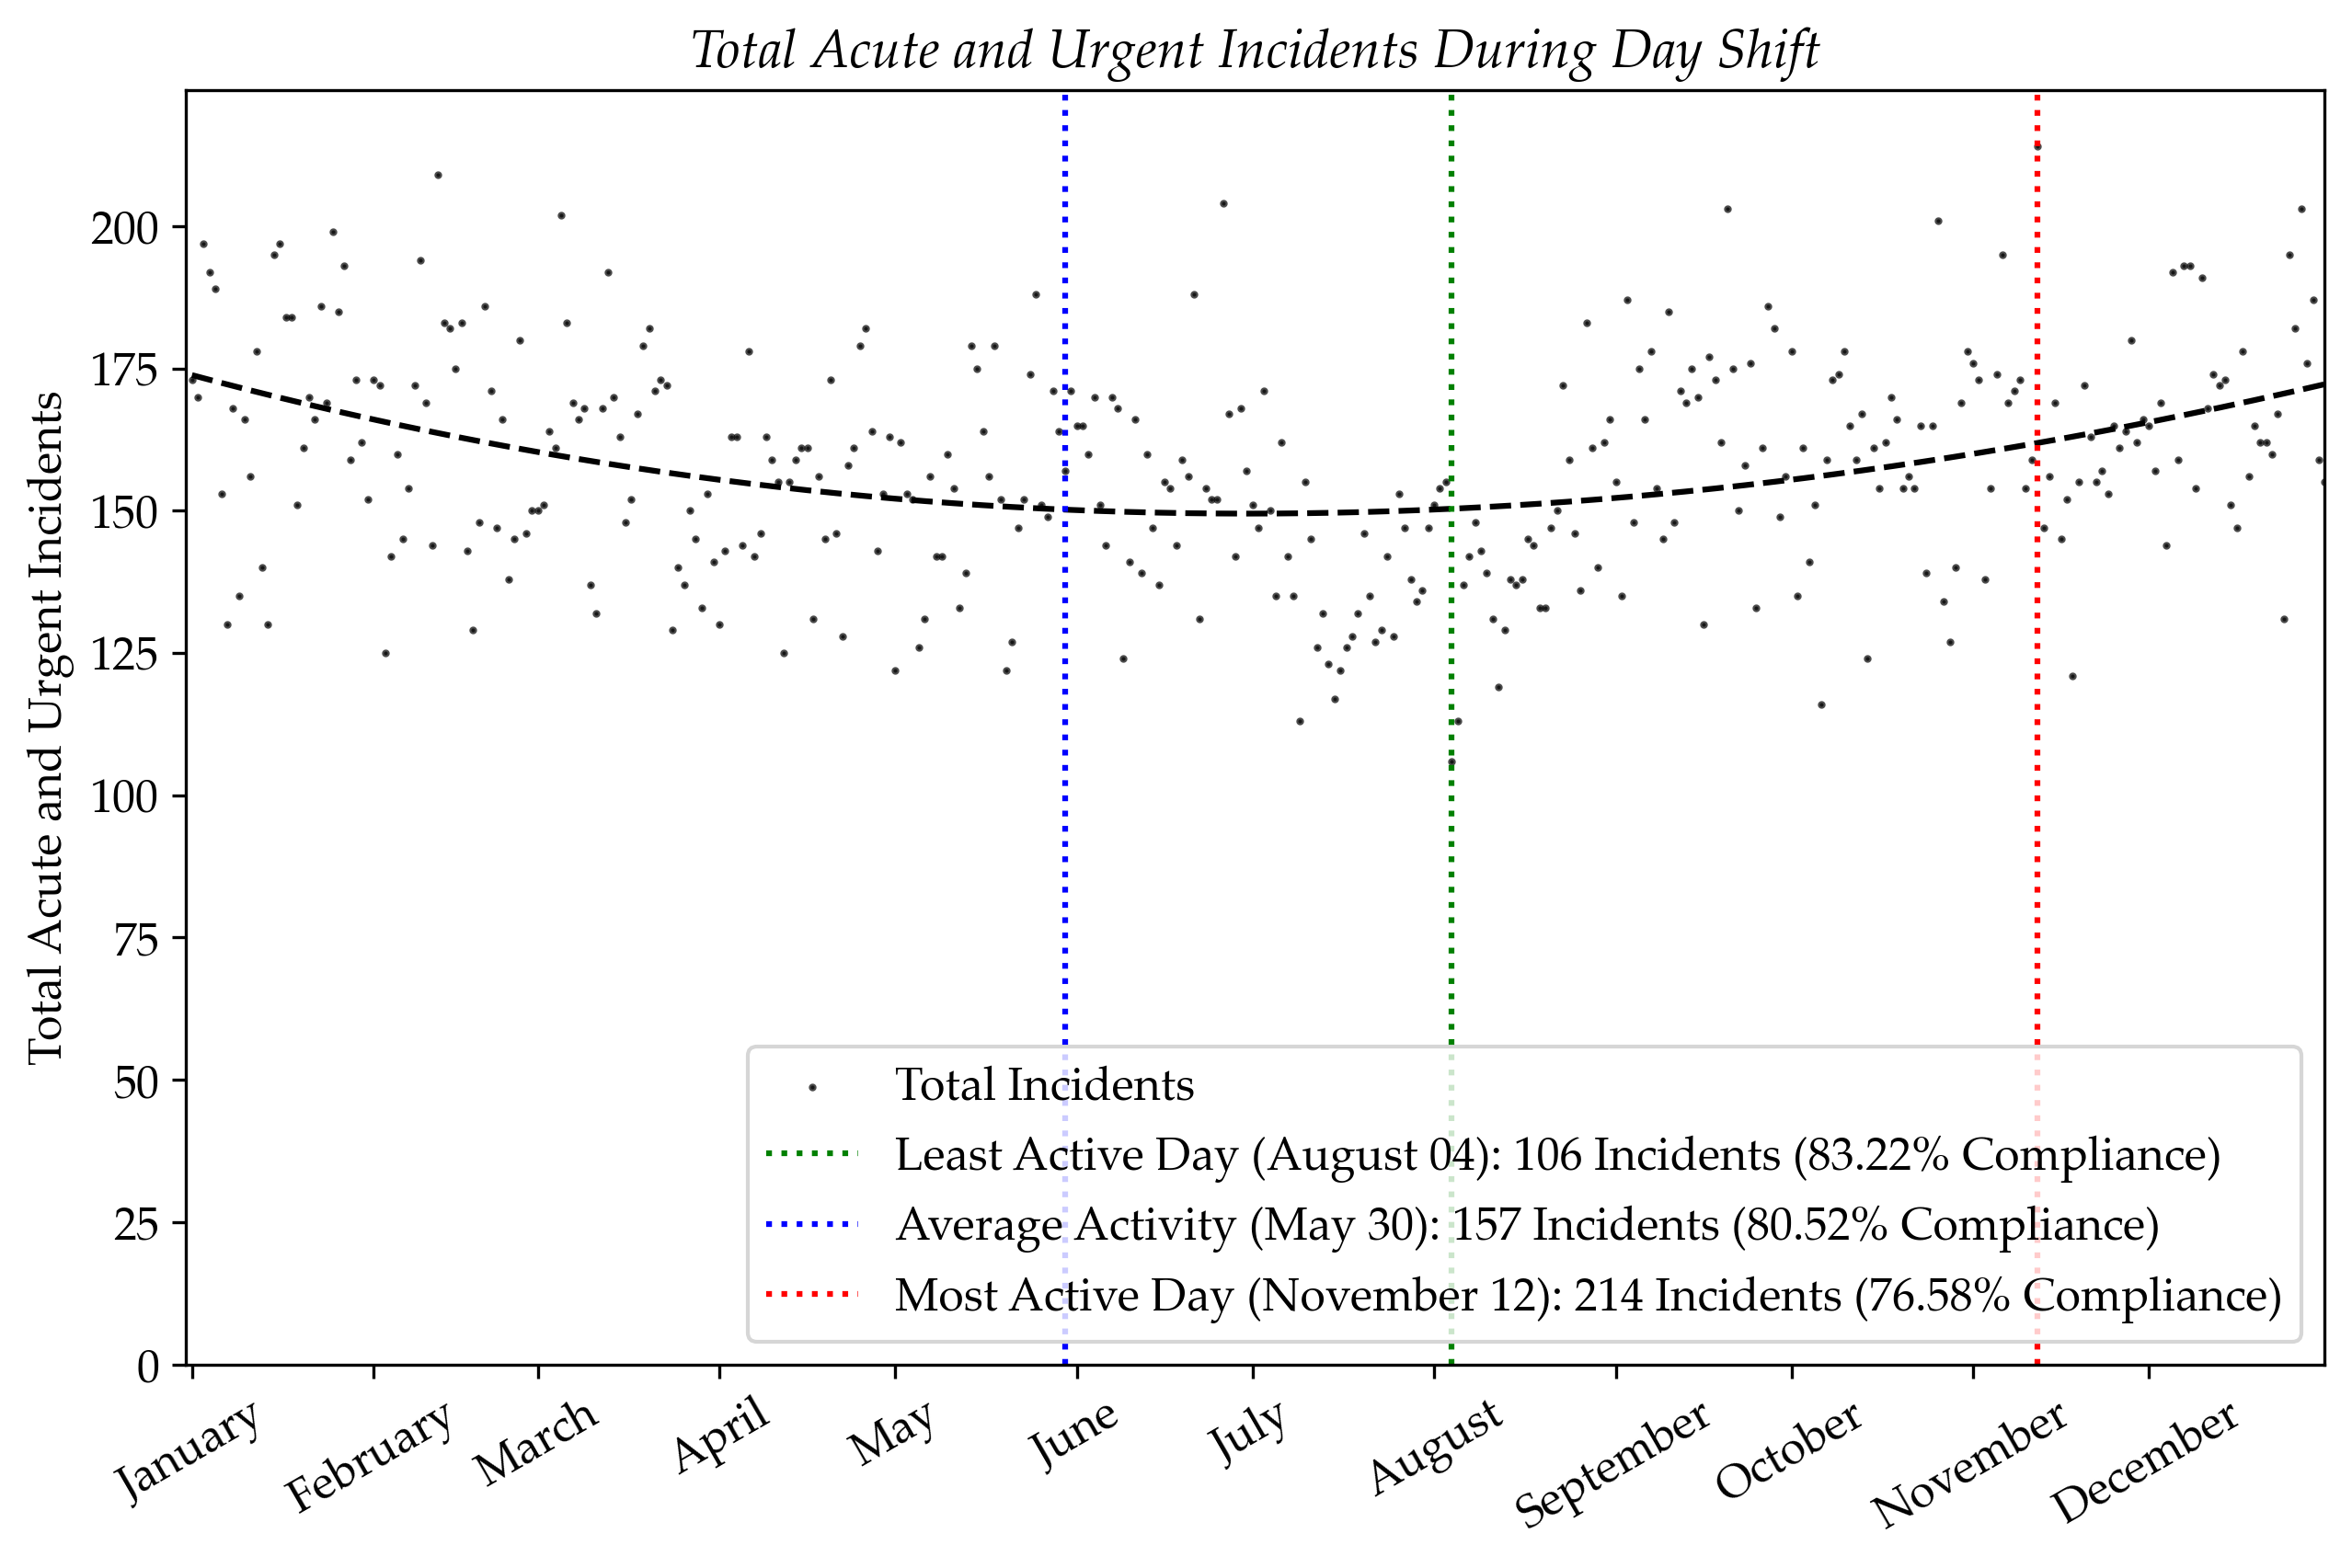 Total Acute and Urgent Incidents During Day Shift
Total Acute and Urgent Incidents
200
175
150
125
100
75
50
25
0
Total Incidents
Least Active Day (August 04): 106 Incidents (83.22% Compliance)
Average Activity (May 30): 157 Incidents (80.52% Compliance)
Most Active Day (November 12): 214 Incidents (76.58% Compliance)
January
February
March
April
May
June
July
August
September
October
November
December